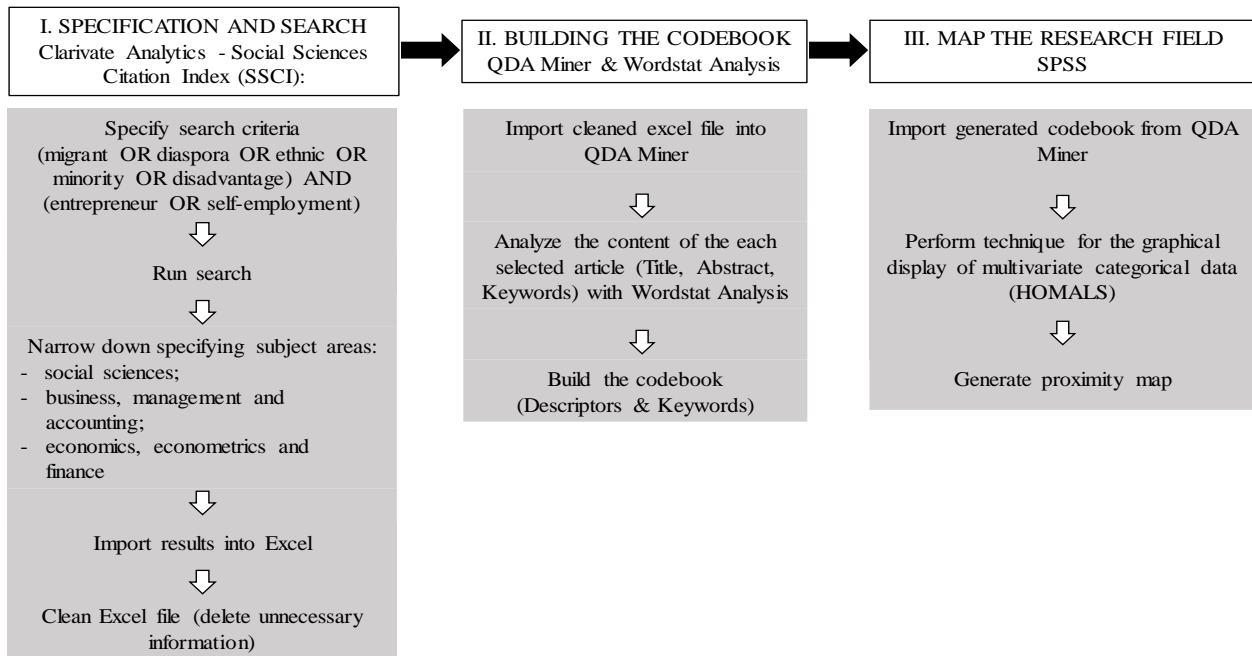 I. SPECIFICATION AND SEARCH
Clarivate Analytics - Social Sciences
Citation Index (SSCI):
Specify search criteria
(migrant OR diaspora OR ethnic OR
minority OR disadvantage) AND
(entrepreneur OR self-employment)
Run search
Narrow down specifying subject areas:
- social sciences;
- business, management and
accounting;
- economics, econometrics and
finance
Import results into Excel
Clean Excel file (delete unnecessary
information)
II. BUILDING THE CODEBOOK
QDA Miner & Wordstat Analysis
Import cleaned excel file into
QDA Miner
Analyze the content of the each
selected article (Title, Abstract,
Keywords) with Wordstat Analysis
Build the codebook
(Descriptors & Keywords)
III. MAP THE RESEARCH FIELD
SPSS
Import generated codebook from QDA
Miner
Perform technique for the graphical
display of multivariate categorical data
(HOMALS)
Generate proximity map